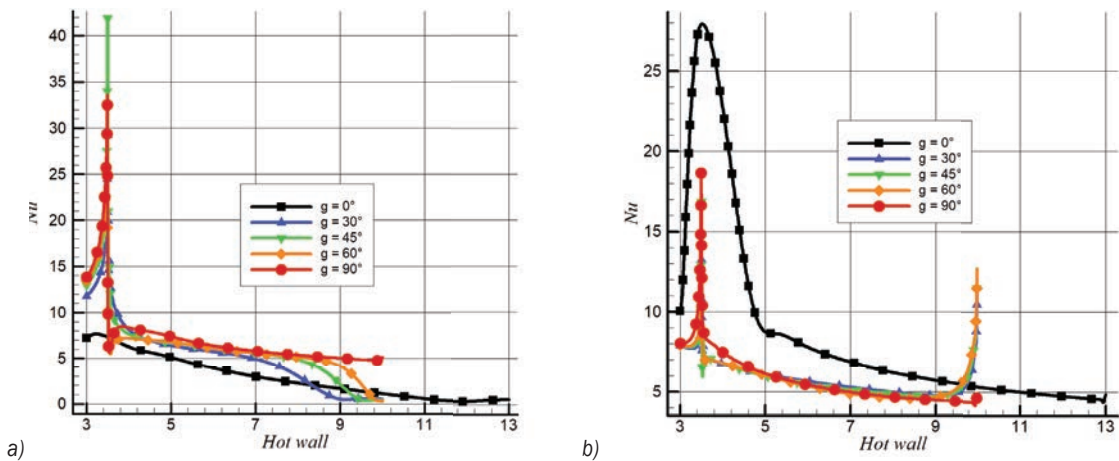 40
35
30
25
20
15
10
5
0
Nu
g = 0°
g = 30°
g = 45°
g = 60°
g = 90°
3 5 7 9 11 13
Hot wall
a)
25
20
15
10
5
Nu
g = 0°
g = 30°
g = 45°
g = 60°
g = 90°
3 5 7 9 11 13
Hot wall
b)